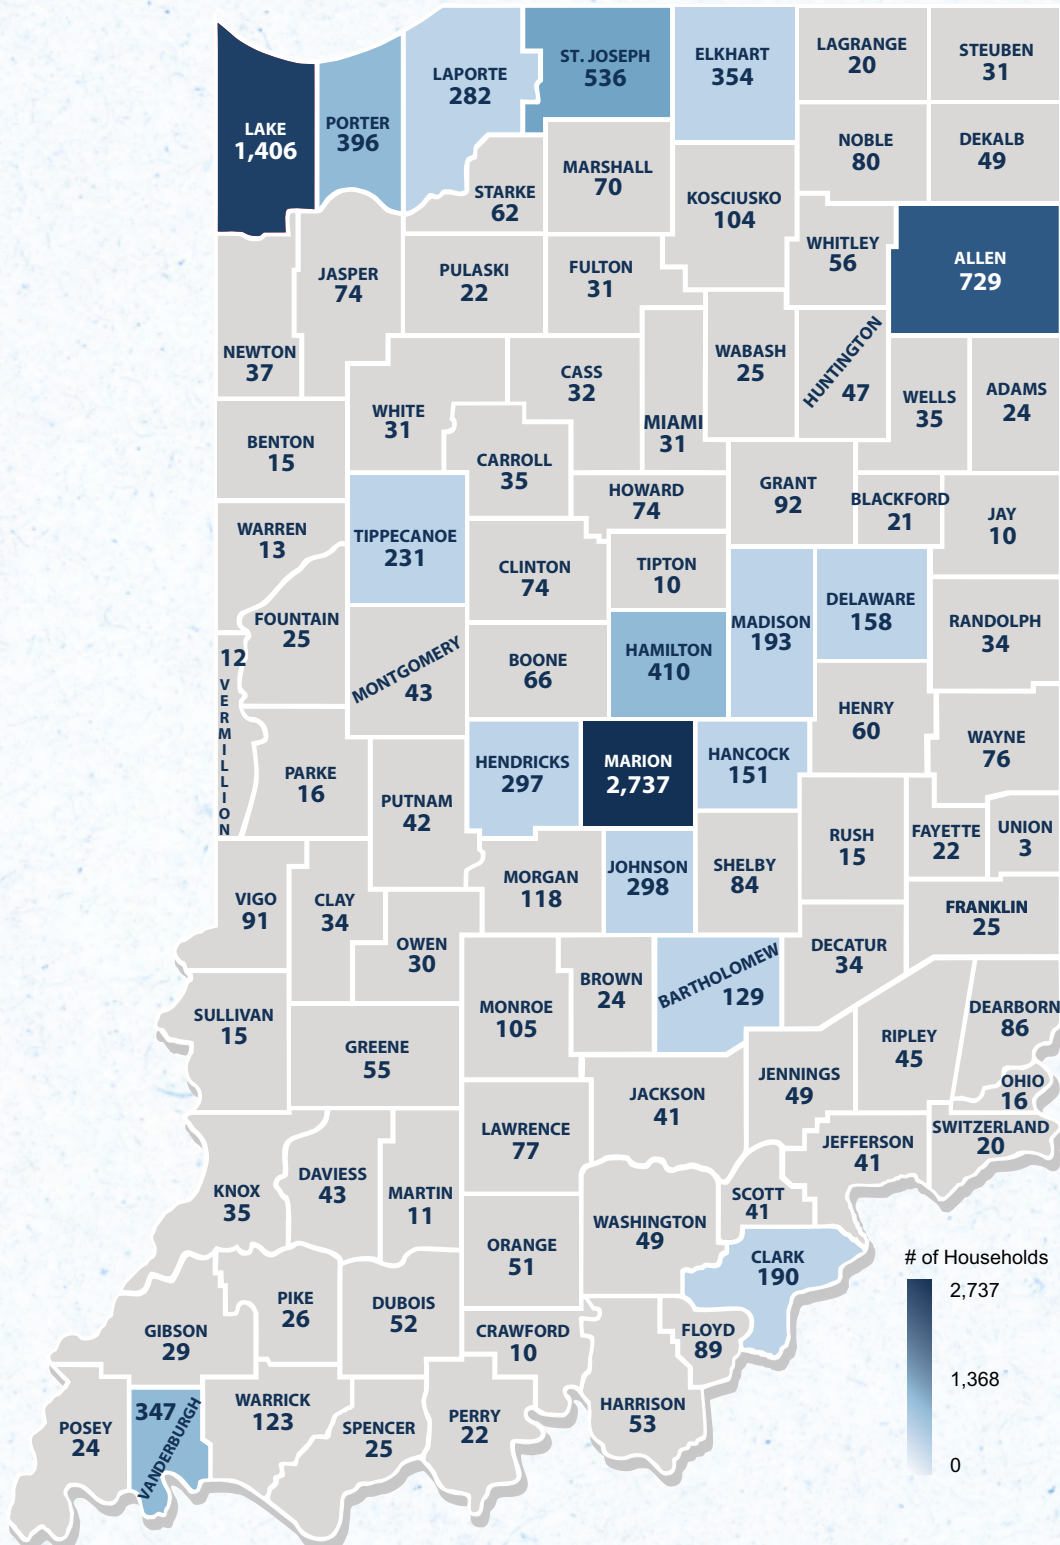 LAKE
1,406
PORTER
396
LAPORTE
282
ST. JOSEPH
536
ELKHART
354
LAGRANGE
20
STEUBEN
31
NOBLE
80
DEKALB
49
STARKE
62
MARSHALL
70
KOSCIUSKO
104
WHITLEY
56
ALLEN
729
JASPER
74
PULASKI
22
FULTON
31
NEWTON
37
WHITE
31
CASS
32
MIAMI
31
WABASH
25
HUNTINGTON
47
WELLS
35
ADAMS
24
BENTON
15
CARROLL
35
HOWARD
74
GRANT
92
BLACKFORD
21
JAY
10
WARREN
13
TIPPECANOE
231
CLINTON
74
TIPTON
10
MADISON
193
DELAWARE
158
RANDOLPH
34
FOUNTAIN
25
12
VERMILLION
MONTGOMERY
43
BOONE
66
HAMILTON
410
HENRY
60
WAYNE
76
PARKE
16
PUTNAM
42
HENDRICKS
297
MARION
2,737
HANCOCK
151
RUSH
15
FAYETTE
22
UNION
3
VIGO
91
CLAY
34
MORGAN
118
JOHNSON
298
SHELBY
84
FRANKLIN
25
OWEN
30
DECATUR
34
SULLIVAN
15
GREENE
55
MONROE
105
BROWN
24
BARTHOLOMEW
129
DEARBORN
86
RIPLEY
45
OHIO
16
JENNINGS
49
JACKSON
41
SWITZERLAND
20
JEFFERSON
41
LAWRENCE
77
KNOX
35
DAVIESS
43
MARTIN
11
SCOTT
41
WASHINGTON
49
ORANGE
51
CLARK
190
PIKE
26
DUBOIS
52
GIBSON
29
CRAWFORD
10
FLOYD
89
POSEY
24
347
VANDERBURGH
WARRICK
123
SPENCER
25
PERRY
22
HARRISON
53
# of Households
2,737
1,368
0